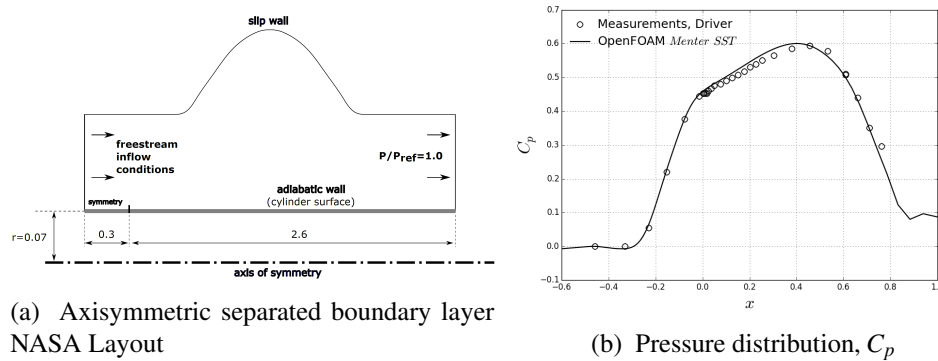 slip wall
freestream
inflow
conditions
P/Pref=1.0
adiabatic wall
(cylinder surface)
symmetry
r=0.07
0.3
2.6
axis of symmetry
(a) Axisymmetric separated boundary layer
NASA Layout
Measurements, Driver
OpenFOAM Menter SST
0.7
0.6
0.5
0.4
0.3
0.2
0.1
0.0
−0.1
Cp
−0.6 −0.4 −0.2 0.0 0.2 0.4 0.6 0.8 1.0
x
(b) Pressure distribution, Cp